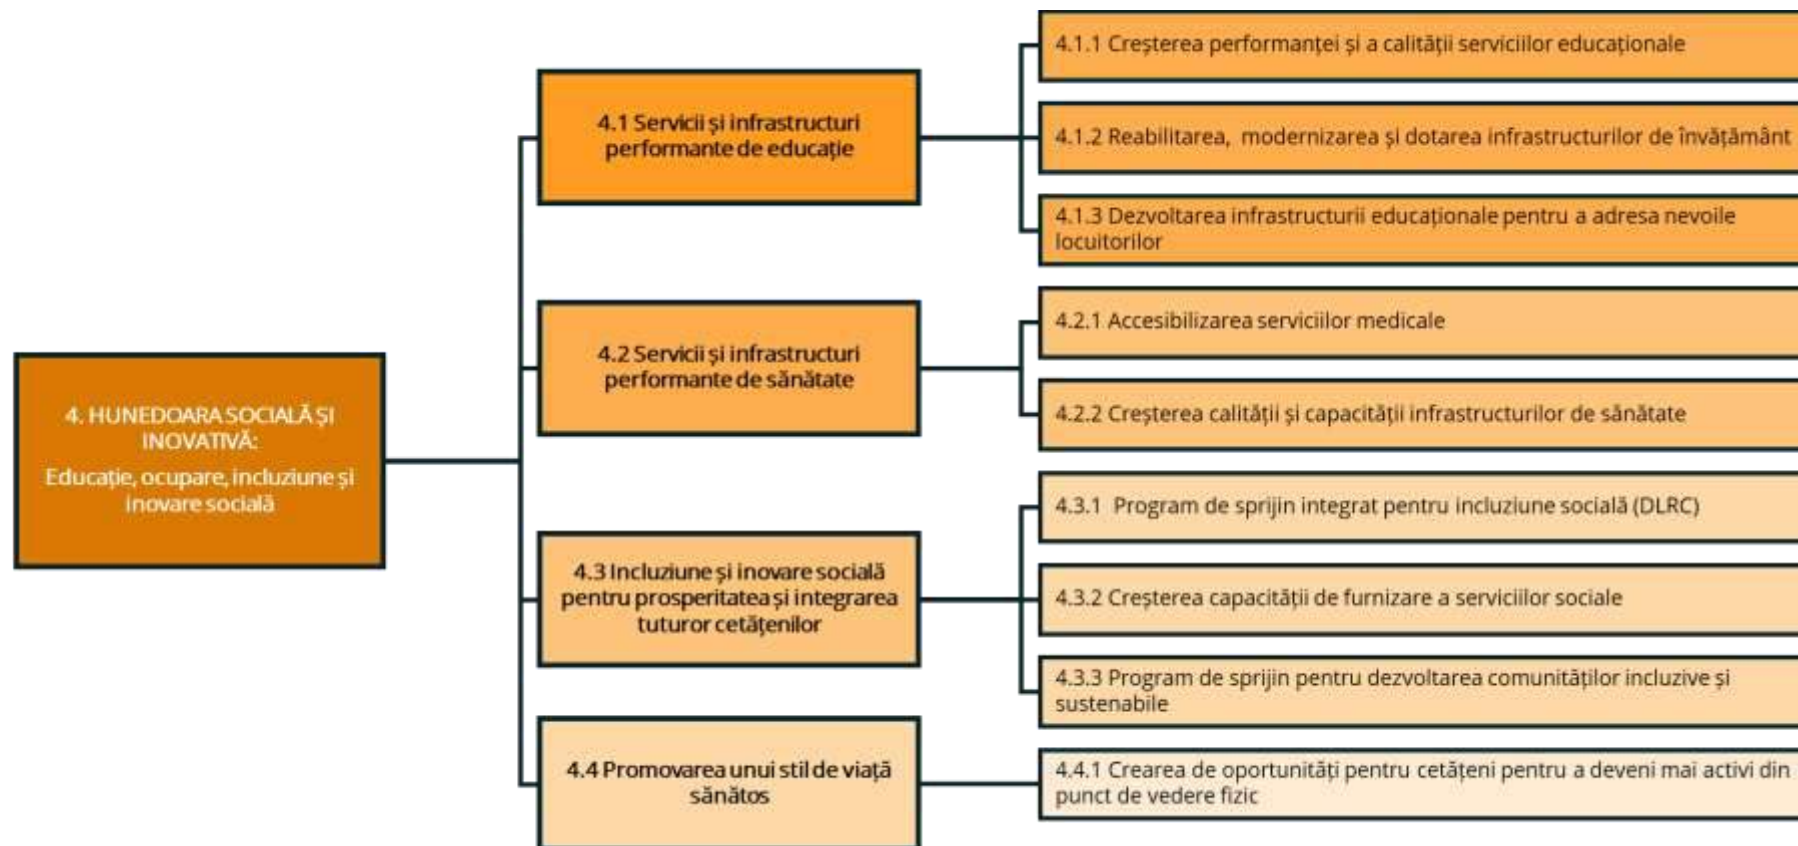 4. HUNEDOARA SOCIALĂ ȘI
INOVATIVĂ:
Educație, ocupare, incluziune și
inovare socială
4.1 Servicii și infrastructuri
performante de educație
4.1.1 Creșterea performanței și a calității serviciilor educaționale
4.1.2 Reabilitarea, modernizarea și dotarea infrastructurilor de învățământ
4.1.3 Dezvoltarea infrastructurii educaționale pentru a adresa nevoile
locuitorilor
4.2 Servicii și infrastructuri
performante de sănătate
4.2.1 Accesibilizarea serviciilor medicale
4.2.2 Creșterea calității și capacității infrastructurilor de sănătate
4.3 Incluziune și inovare socială
pentru prosperitatea și integrarea
tuturor cetățenilor
4.3.1 Program de sprijin integrat pentru incluziune socială (DLRC)
4.3.2 Creșterea capacității de furnizare a serviciilor sociale
4.3.3 Program de sprijin pentru dezvoltarea comunităților incluzive și
sustenabile
4.4 Promovarea unui stil de viață
sănătos
4.4.1 Crearea de oportunități pentru cetățeni pentru a deveni mai activi din
punct de vedere fizic